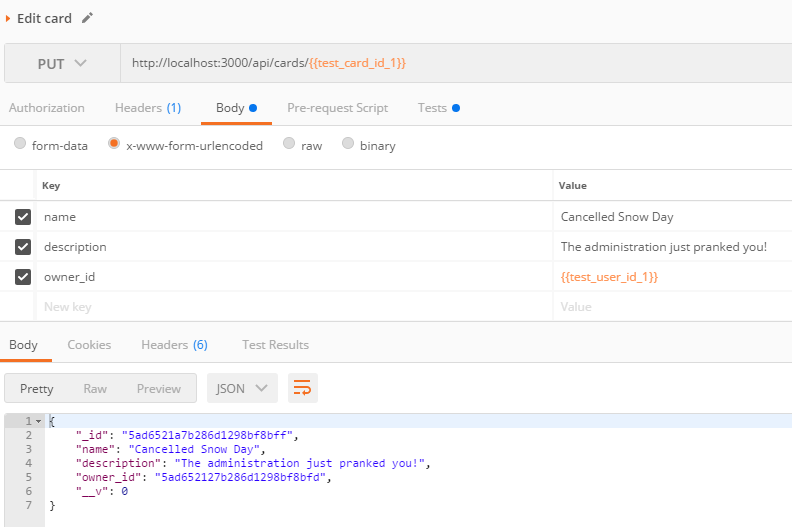 Edit card
PUT http://localhost:3000/api/cards/{{test_card_id_1}}
Authorization Headers (1) Body Pre-request Script Tests
form-data x-www-form-urlencoded raw binary
Key Value
name Cancelled Snow Day
description The administration just pranked you!
owner_id {{test_user_id_1}}
New key Value
Body Cookies Headers (6) Test Results
Pretty Raw Preview JSON
1 {
2 "_id": "5ad6521a7b286d1298bf8bff",
3 "name": "Cancelled Snow Day",
4 "description": "The administration just pranked you!",
5 "owner_id": "5ad652127b286d1298bf8bfd",
6 "__v": 0
7 }